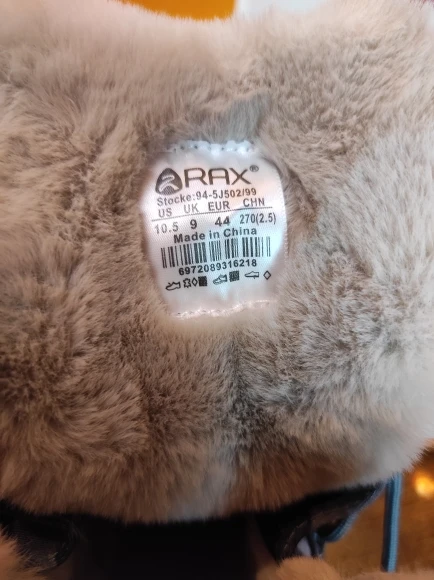 RAX®
Stocke:94-5J502/99
US UK EUR CHN
10.5 9 44 270(2.5)
Made in China
6972089316218